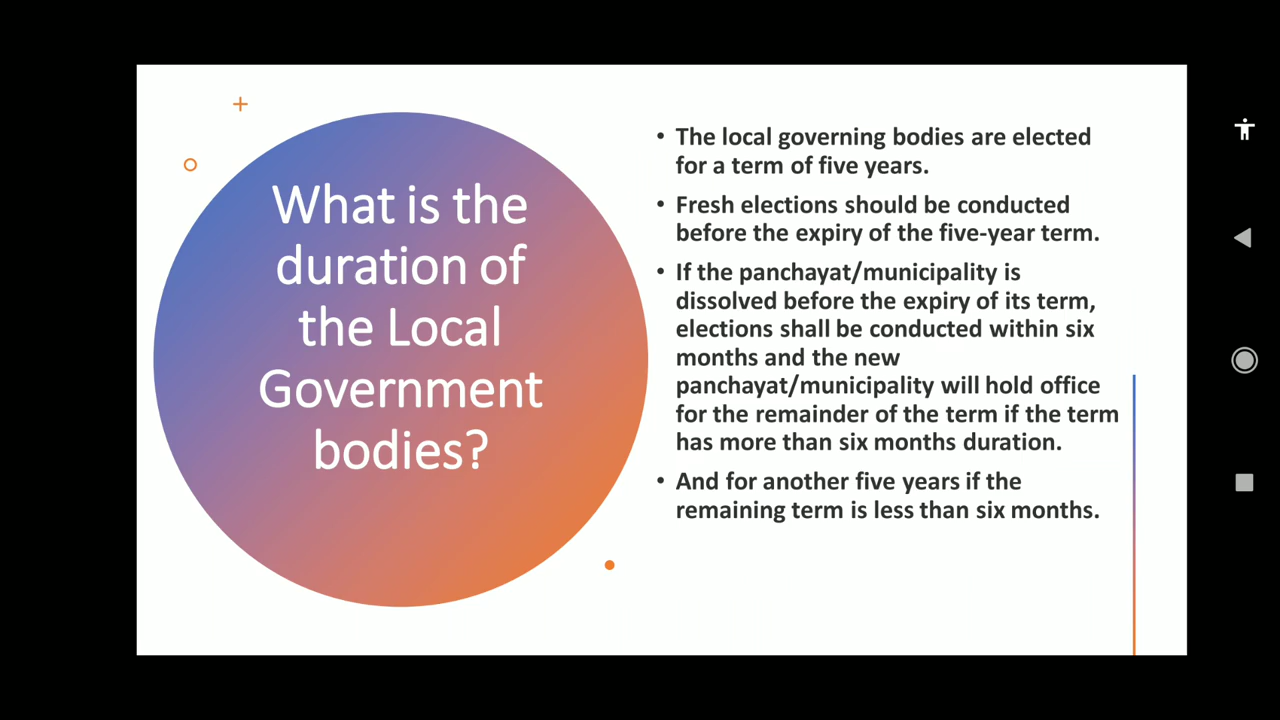 What is the
duration of
the Local
Government
bodies?
• The local governing bodies are elected
for a term of five years.
• Fresh elections should be conducted
before the expiry of the five-year term.
• If the panchayat/municipality is
dissolved before the expiry of its term,
elections shall be conducted within six
months and the new
panchayat/municipality will hold office
for the remainder of the term if the term
has more than six months duration.
• And for another five years if the
remaining term is less than six months.